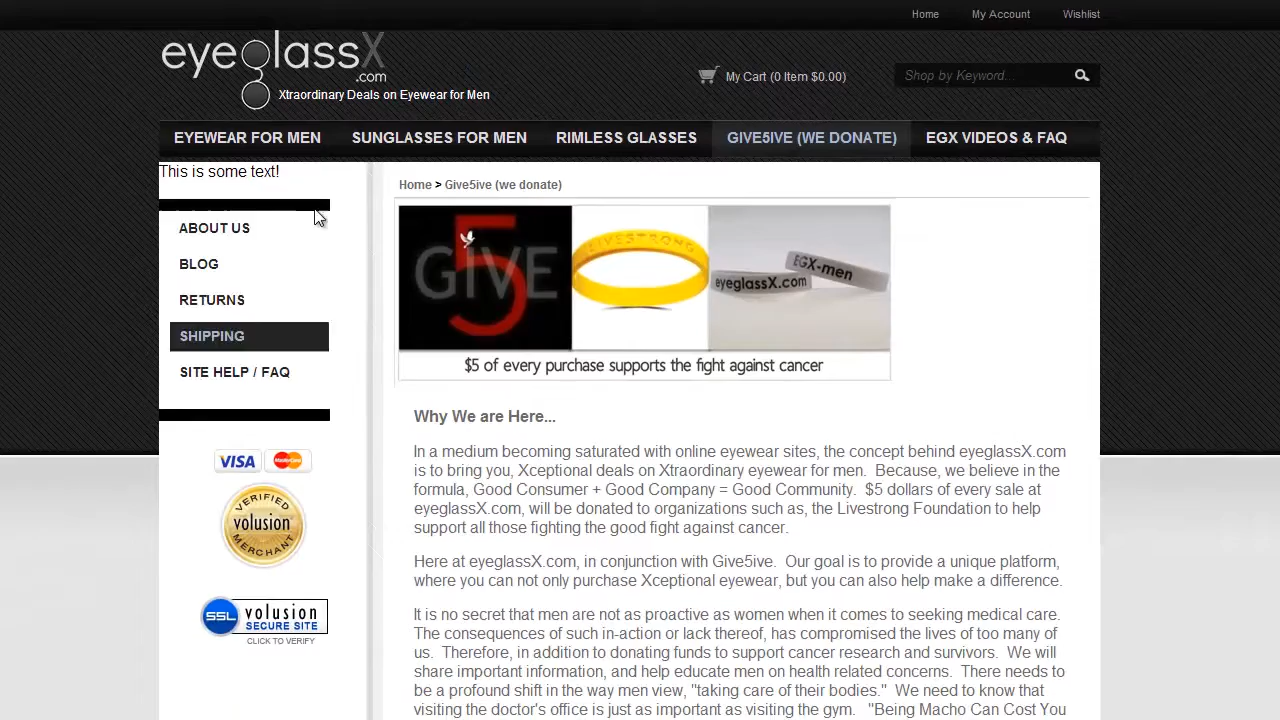 Home My Account Wishlist
eyeglassX
.com
Xtraordinary Deals on Eyewear for Men
My Cart (0 Item $0.00)
Shop by Keyword...
EYEWEAR FOR MEN SUNGLASSES FOR MEN RIMLESS GLASSES GIVE5IVE (WE DONATE) EGX VIDEOS & FAQ
This is some text!
ABOUT US
BLOG
RETURNS
SHIPPING
SITE HELP / FAQ
VISA MasterCard
VERIFIED
volusion
MERCHANT
SSL volusion
SECURE SITE
CLICK TO VERIFY
Home > Give5ive (we donate)
GIVE 5
LIVESTRONG
eyeglassX.com
EGX-men
$5 of every purchase supports the fight against cancer
Why We are Here...
In a medium becoming saturated with online eyewear sites, the concept behind eyeglassX.com
is to bring you, Xceptional deals on Xtraordinary eyewear for men. Because, we believe in the
formula, Good Consumer + Good Company = Good Community. $5 dollars of every sale at
eyeglassX.com, will be donated to organizations such as, the Livestrong Foundation to help
support all those fighting the good fight against cancer.
Here at eyeglassX.com, in conjunction with Give5ive. Our goal is to provide a unique platform,
where you can not only purchase Xceptional eyewear, but you can also help make a difference.
It is no secret that men are not as proactive as women when it comes to seeking medical care.
The consequences of such in-action or lack thereof, has compromised the lives of too many of
us. Therefore, in addition to donating funds to support cancer research and survivors. We will
share important information, and help educate men on health related concerns. There needs to
be a profound shift in the way men view, "taking care of their bodies." We need to know that
visiting the doctor's office is just as important as visiting the gym. "Being Macho Can Cost You